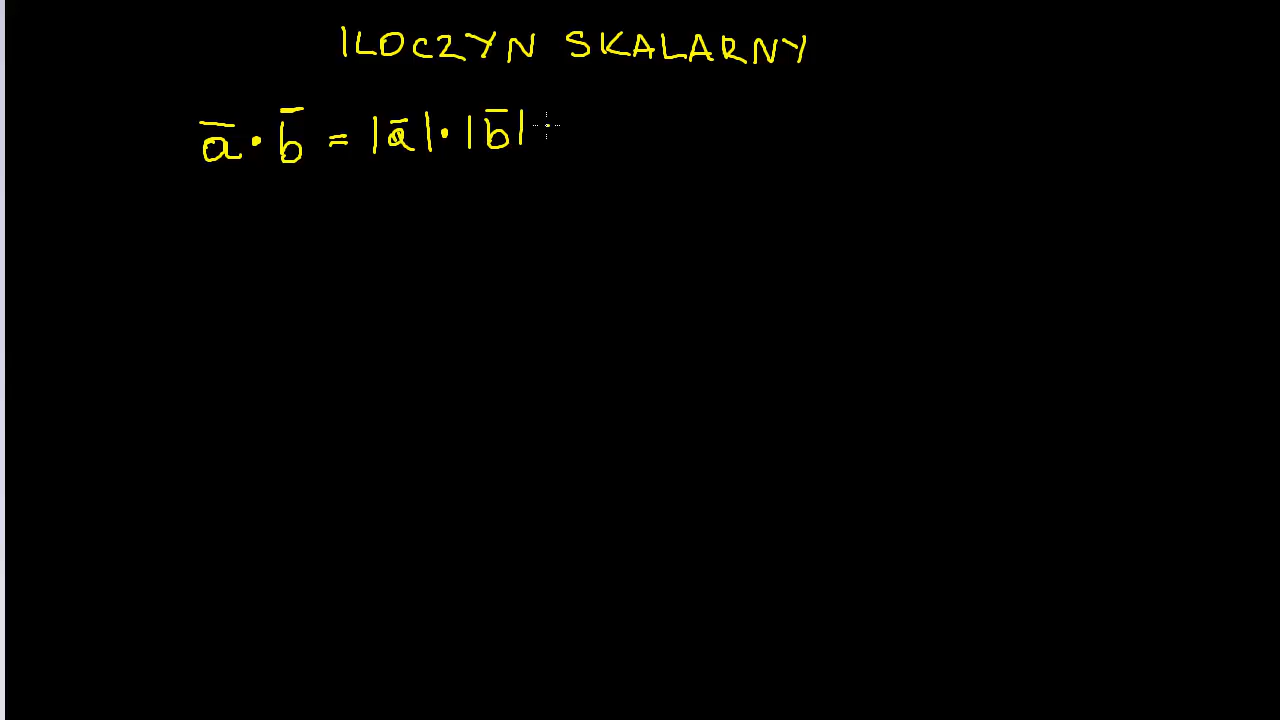 ILOCZYN SKALARNY
a̅ · b̅ = |a̅| · |b̅|